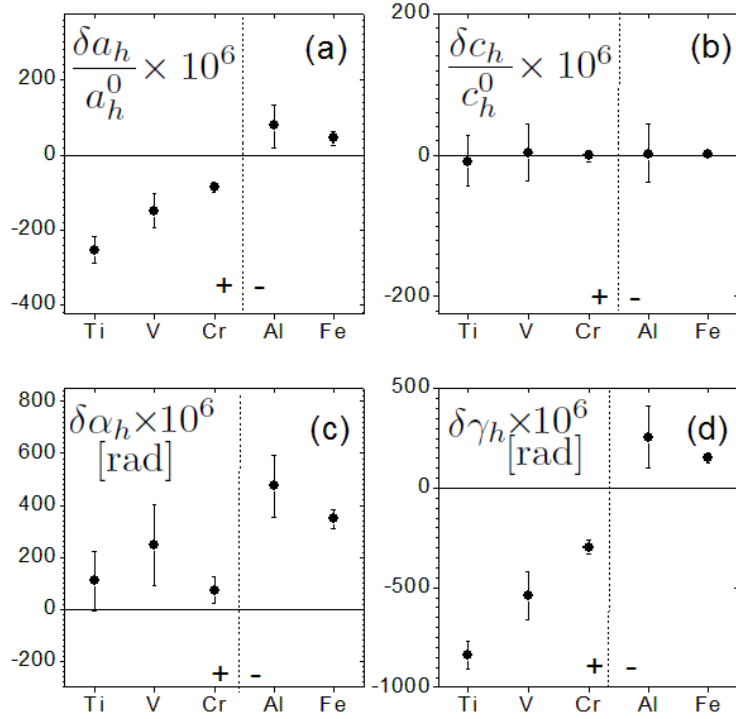 δa_h/a_h^0 × 10^6 (a)
200
0
-200
-400
+ -
Ti V Cr Al Fe
δc_h/c_h^0 × 10^6 (b)
200
0
-200
+ -
Ti V Cr Al Fe
δα_h×10^6 (c)
[rad]
800
600
400
200
0
-200
+ -
Ti V Cr Al Fe
δγ_h×10^6 (d)
[rad]
500
0
-500
-1000
+ -
Ti V Cr Al Fe